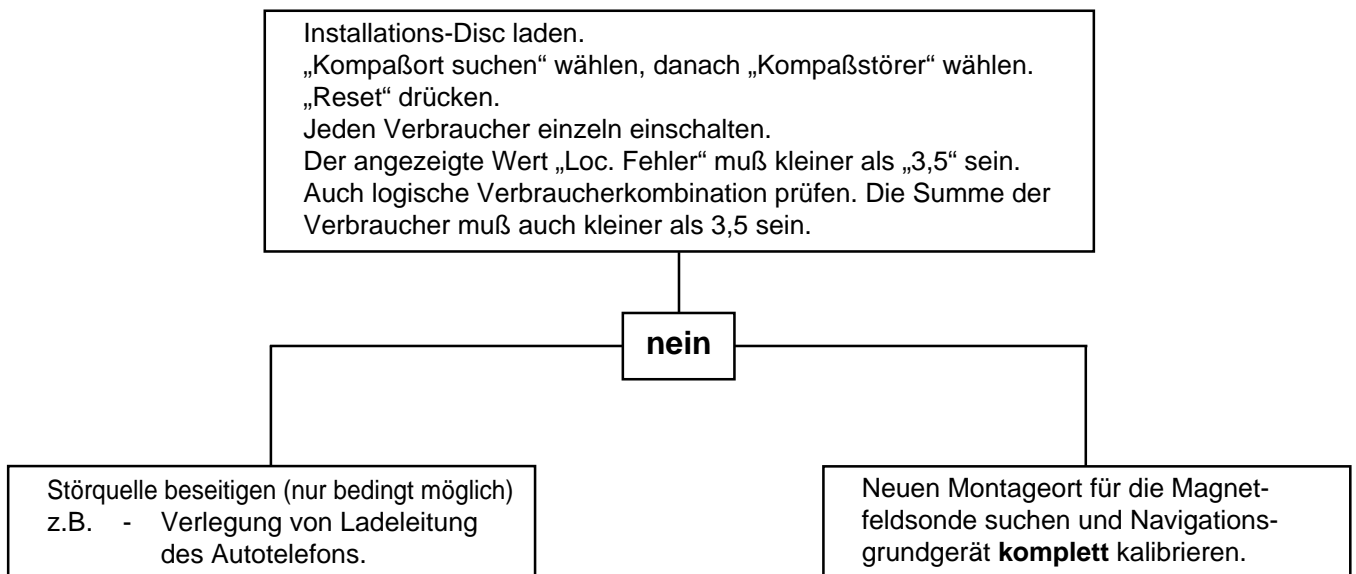 Installations-Disc laden.
„Kompaßort suchen“ wählen, danach „Kompaßstörer“ wählen.
„Reset“ drücken.
Jeden Verbraucher einzeln einschalten.
Der angezeigte Wert „Loc. Fehler“ muß kleiner als „3,5“ sein.
Auch logische Verbraucherkombination prüfen. Die Summe der
Verbraucher muß auch kleiner als 3,5 sein.
nein
Störquelle beseitigen (nur bedingt möglich)
z.B. - Verlegung von Ladeleitung
des Autotelefons.
Neuen Montageort für die Magnet-
feldsonde suchen und Navigations-
grundgerät komplett kalibrieren.